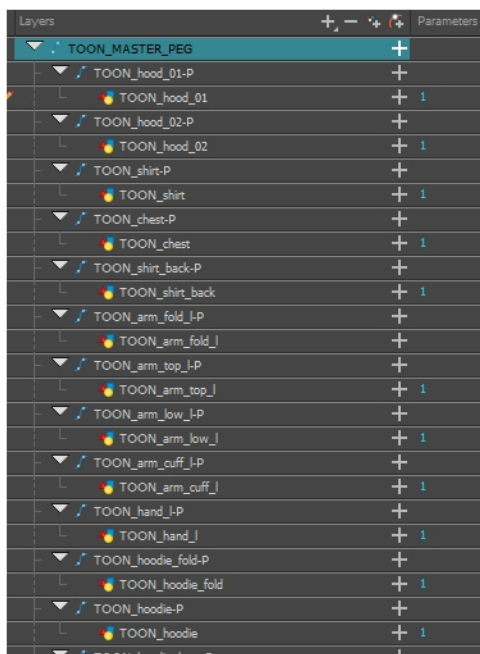 Layers Parameters
TOON_MASTER_PEG
TOON_hood_01-P
TOON_hood_01 1
TOON_hood_02-P
TOON_hood_02 1
TOON_shirt-P
TOON_shirt 1
TOON_chest-P
TOON_chest 1
TOON_shirt_back-P
TOON_shirt_back 1
TOON_arm_fold_l-P
TOON_arm_fold_l
TOON_arm_top_l-P
TOON_arm_top_l 1
TOON_arm_low_l-P
TOON_arm_low_l 1
TOON_arm_cuff_l-P
TOON_arm_cuff_l 1
TOON_hand_l-P
TOON_hand_l 1
TOON_hoodie_fold-P
TOON_hoodie_fold 1
TOON_hoodie-P
TOON_hoodie 1